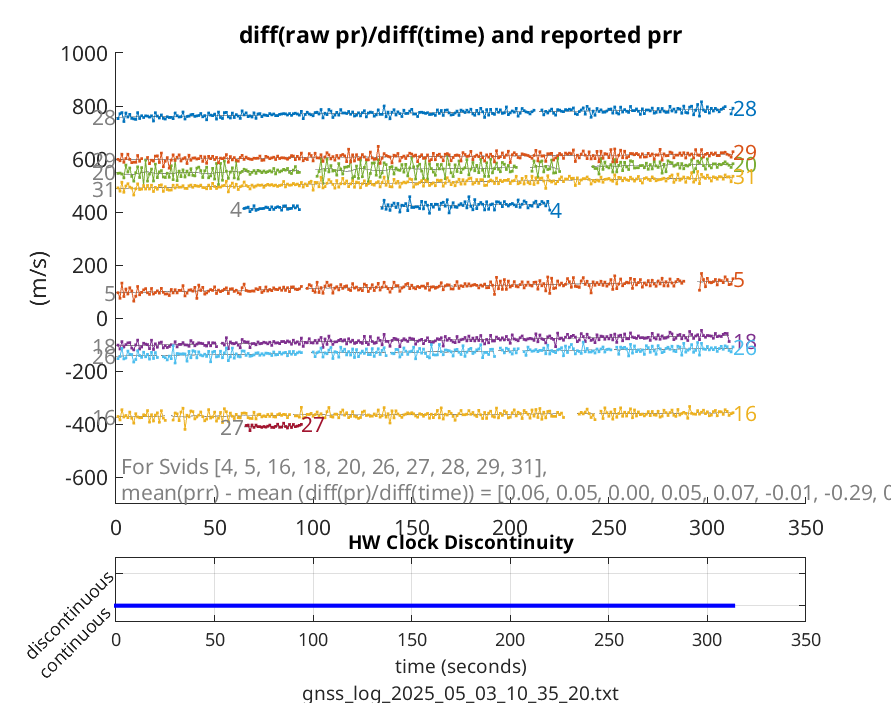 diff(raw pr)/diff(time) and reported prr
1000
800
600
400
200
0
-200
-400
-600
(m/s)
28
29
20
31
4
5
18
26
16
27
28
29
20
31
4
5
18
26
16
27
For Svids [4, 5, 16, 18, 20, 26, 27, 28, 29, 31],
mean(prr) - mean (diff(pr)/diff(time)) = [0.06, 0.05, 0.00, 0.05, 0.07, -0.01, -0.29, 0
0 50 100 150 200 250 300 350
HW Clock Discontinuity
discontinuous
continuous
0 50 100 150 200 250 300 350
time (seconds)
gnss_log_2025_05_03_10_35_20.txt